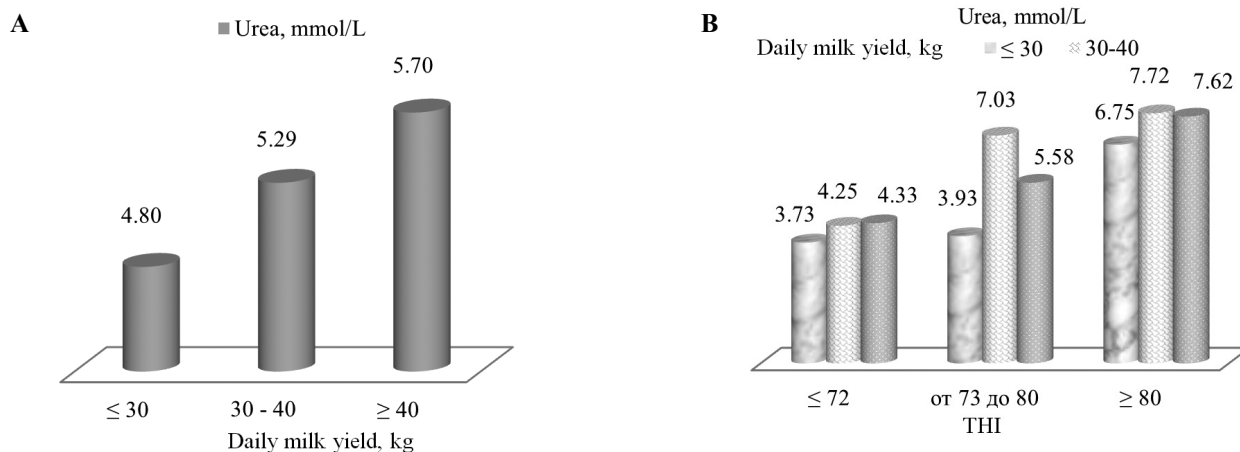 A
Urea, mmol/L
4.80
5.29
5.70
≤ 30
30 - 40
≥ 40
Daily milk yield, kg
B
Urea, mmol/L
Daily milk yield, kg
≤ 30
30-40
3.73
4.25
4.33
3.93
7.03
5.58
6.75
7.72
7.62
≤ 72
от 73 до 80
≥ 80
THI